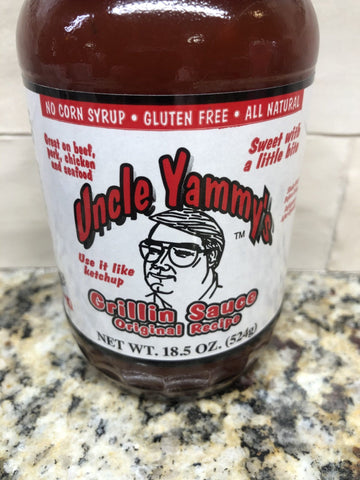 NO CORN SYRUP • GLUTEN FREE • ALL NATURAL
Great on beef,
pork, chicken
and seafood
Sweet with
a little bite
Uncle Yammy's
TM
Use it like
ketchup
Grillin Sauce
Original Recipe
NET WT. 18.5 OZ. (524g)